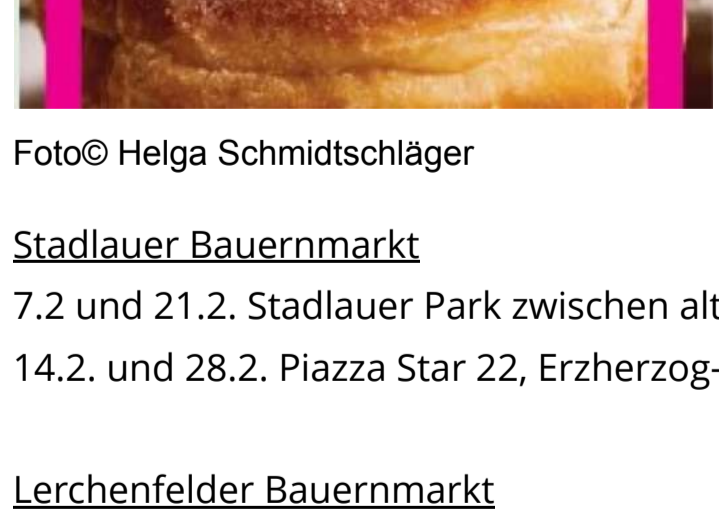 Foto© Helga Schmidtschläger
Stadlauer Bauernmarkt
7.2 und 21.2. Stadlauer Park zwischen alt
14.2. und 28.2. Piazza Star 22, Erzherzog-
Lerchenfelder Bauernmarkt